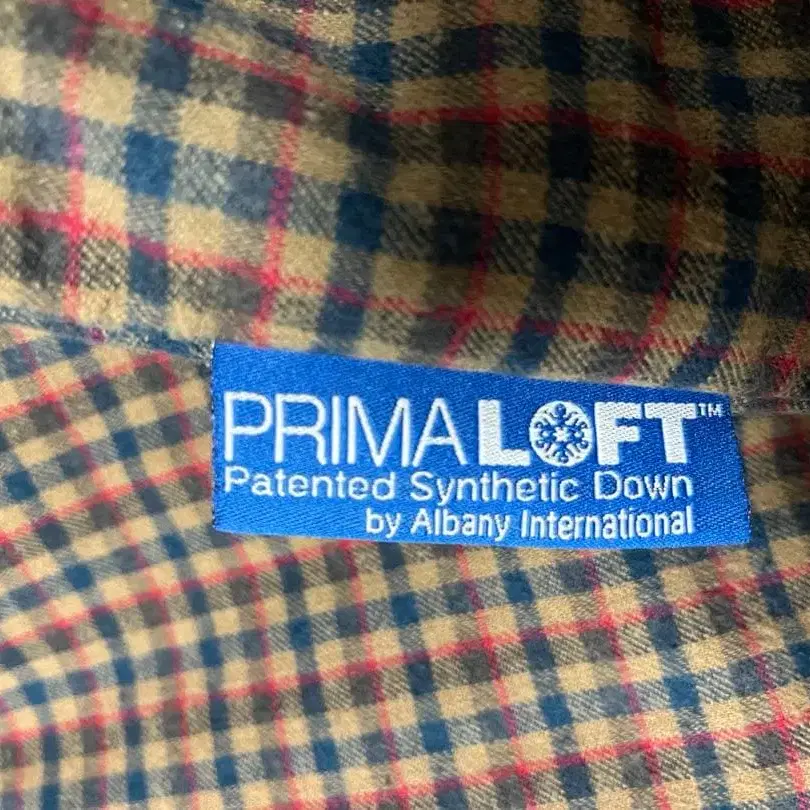 PRIMALOFT™
Patented Synthetic Down
by Albany International